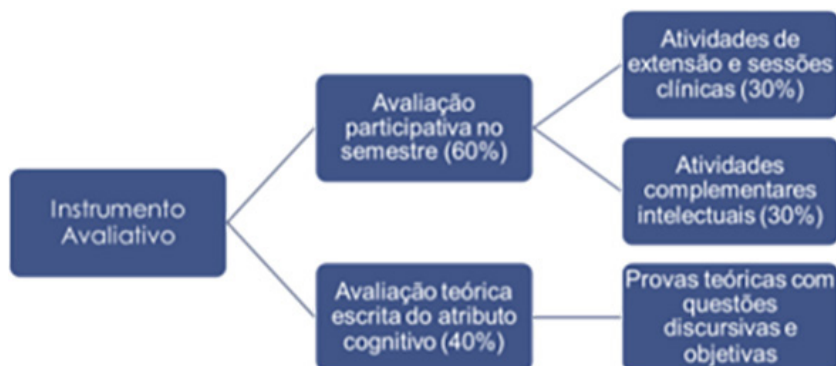 Instrumento
Avaliativo
Avaliação
participativa no
semestre (60%)
Atividades de
extensão e sessões
clínicas (30%)
Atividades
complementares
intelectuais (30%)
Avaliação teórica
escrita do atributo
cognitivo (40%)
Provas teóricas com
questões
discursivas e
objetivas